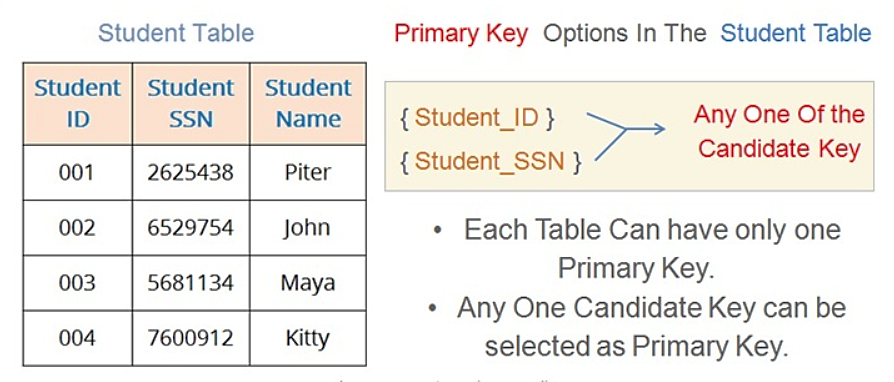 Student Table
Student ID
Student SSN
Student Name
001 2625438 Piter
002 6529754 John
003 5681134 Maya
004 7600912 Kitty
Primary Key Options In The Student Table
{ Student_ID }
{ Student_SSN }
Any One Of the
Candidate Key
• Each Table Can have only one
Primary Key.
• Any One Candidate Key can be
selected as Primary Key.